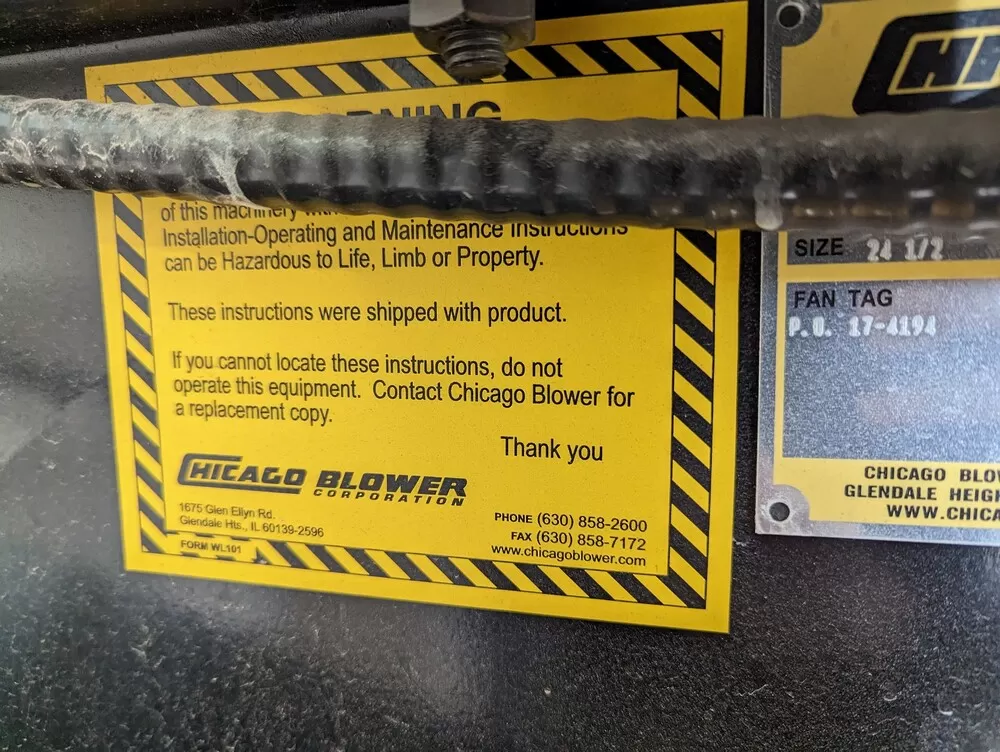 of this machinery
Installation-Operating and Maintenance Instructions
can be Hazardous to Life, Limb or Property.
These instructions were shipped with product.
If you cannot locate these instructions, do not
operate this equipment. Contact Chicago Blower for
a replacement copy.
Thank you
CHICAGO BLOWER
CORPORATION
1675 Glen Ellyn Rd.
Glendale Hts., IL 60139-2596
PHONE (630) 858-2600
FAX (630) 858-7172
www.chicagoblower.com
FORM WL101
SIZE 24 1/2
FAN TAG
P.O. 17-4194
CHICAGO
GLENDALE